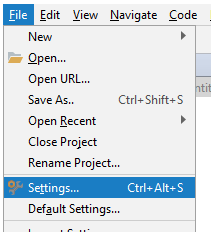 File Edit View Navigate Code
New
Open...
Open URL...
Save As.. Ctrl+Shift+S
Open Recent
Close Project
Rename Project...
Settings... Ctrl+Alt+S
Default Settings...